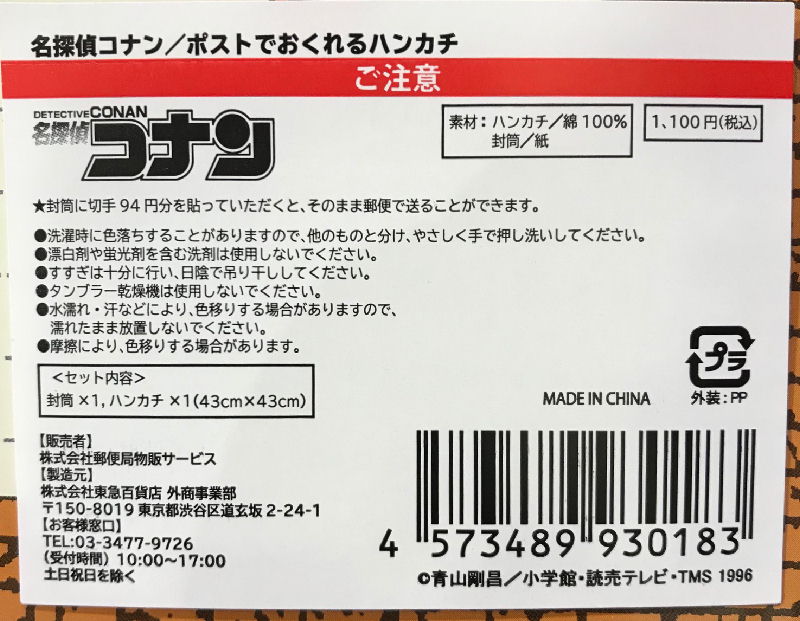 名探偵コナン／ポストでおくれるハンカチ
ご注意
DETECTIVE CONAN
名探偵
コナン
素材：ハンカチ／綿100%
封筒／紙
1,100円(税込)
★封筒に切手94円分を貼っていただくと、そのまま郵便で送ることができます。
●洗濯時に色落ちすることがありますので、他のものと分け、やさしく手で押し洗いしてください。
●漂白剤や蛍光剤を含む洗剤は使用しないでください。
●すすぎは十分に行い、日陰で吊り干ししてください。
●タンブラー乾燥機は使用しないでください。
●水濡れ・汗などにより、色移りする場合がありますので、
濡れたまま放置しないでください。
●摩擦により、色移りする場合があります。
＜セット内容＞
封筒×1,ハンカチ×1(43cm×43cm)
プラ
外装：PP
MADE IN CHINA
【販売者】
株式会社郵便局物販サービス
【製造元】
株式会社東急百貨店 外商事業部
〒150-8019 東京都渋谷区道玄坂2-24-1
【お客様窓口】
TEL:03-3477-9726
（受付時間）10:00〜17:00
土日祝日を除く
4 573489 930183
©青山剛昌／小学館・読売テレビ・TMS 1996